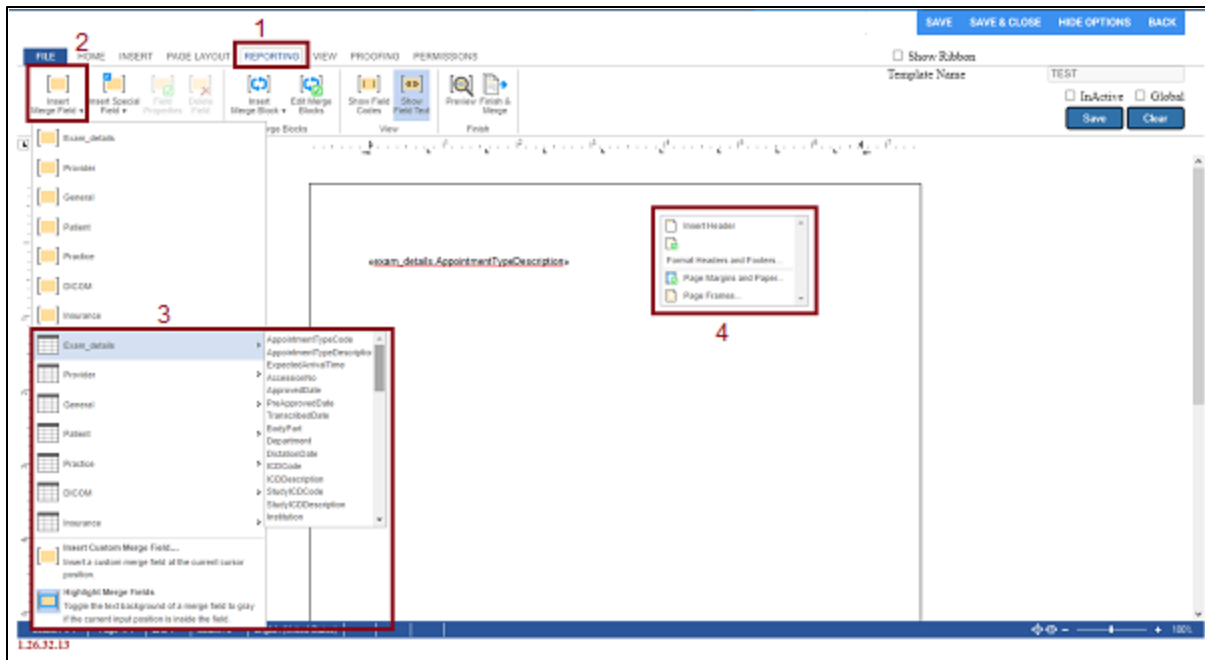 SAVE SAVE & CLOSE HIDE OPTIONS BACK
1
2
FILE HOME INSERT PAGE LAYOUT REPORTING VIEW PROOFING PERMISSIONS
Show Ribbon
Template Name TEST
InActive Global
Save Clear
Insert Merge Field
Insert Special Field
Field Properties
Delete Field
Insert Merge Block
Edit Merge Blocks
Show Field Codes
Show Field Text
Preview
Finish & Merge
rge Blocks
View
Finish
Exam_details
Provider
General
Patient
Practice
DICOM
Insurance
3
Exam_details
Provider
General
Patient
Practice
DICOM
Insurance
AppointmentTypeCode
AppointmentTypeDescriptio
ExpectedArrivalTime
AccessionNo
ApprovedDate
PreApprovedDate
TranscribedDate
BodyPart
Department
DictationDate
ICDCode
ICDDescription
StudyICDCode
StudyICDDescription
Institution
Insert Custom Merge Field...
Insert a custom merge field at the current cursor
position.
Highlight Merge Fields
Toggle the text background of a merge field to gray
if the current input position is inside the field.
«exam_details.AppointmentTypeDescription»
Insert Header
Format Headers and Footers...
Page Margins and Paper...
Page Frames...
4
100%
1.26.32.13